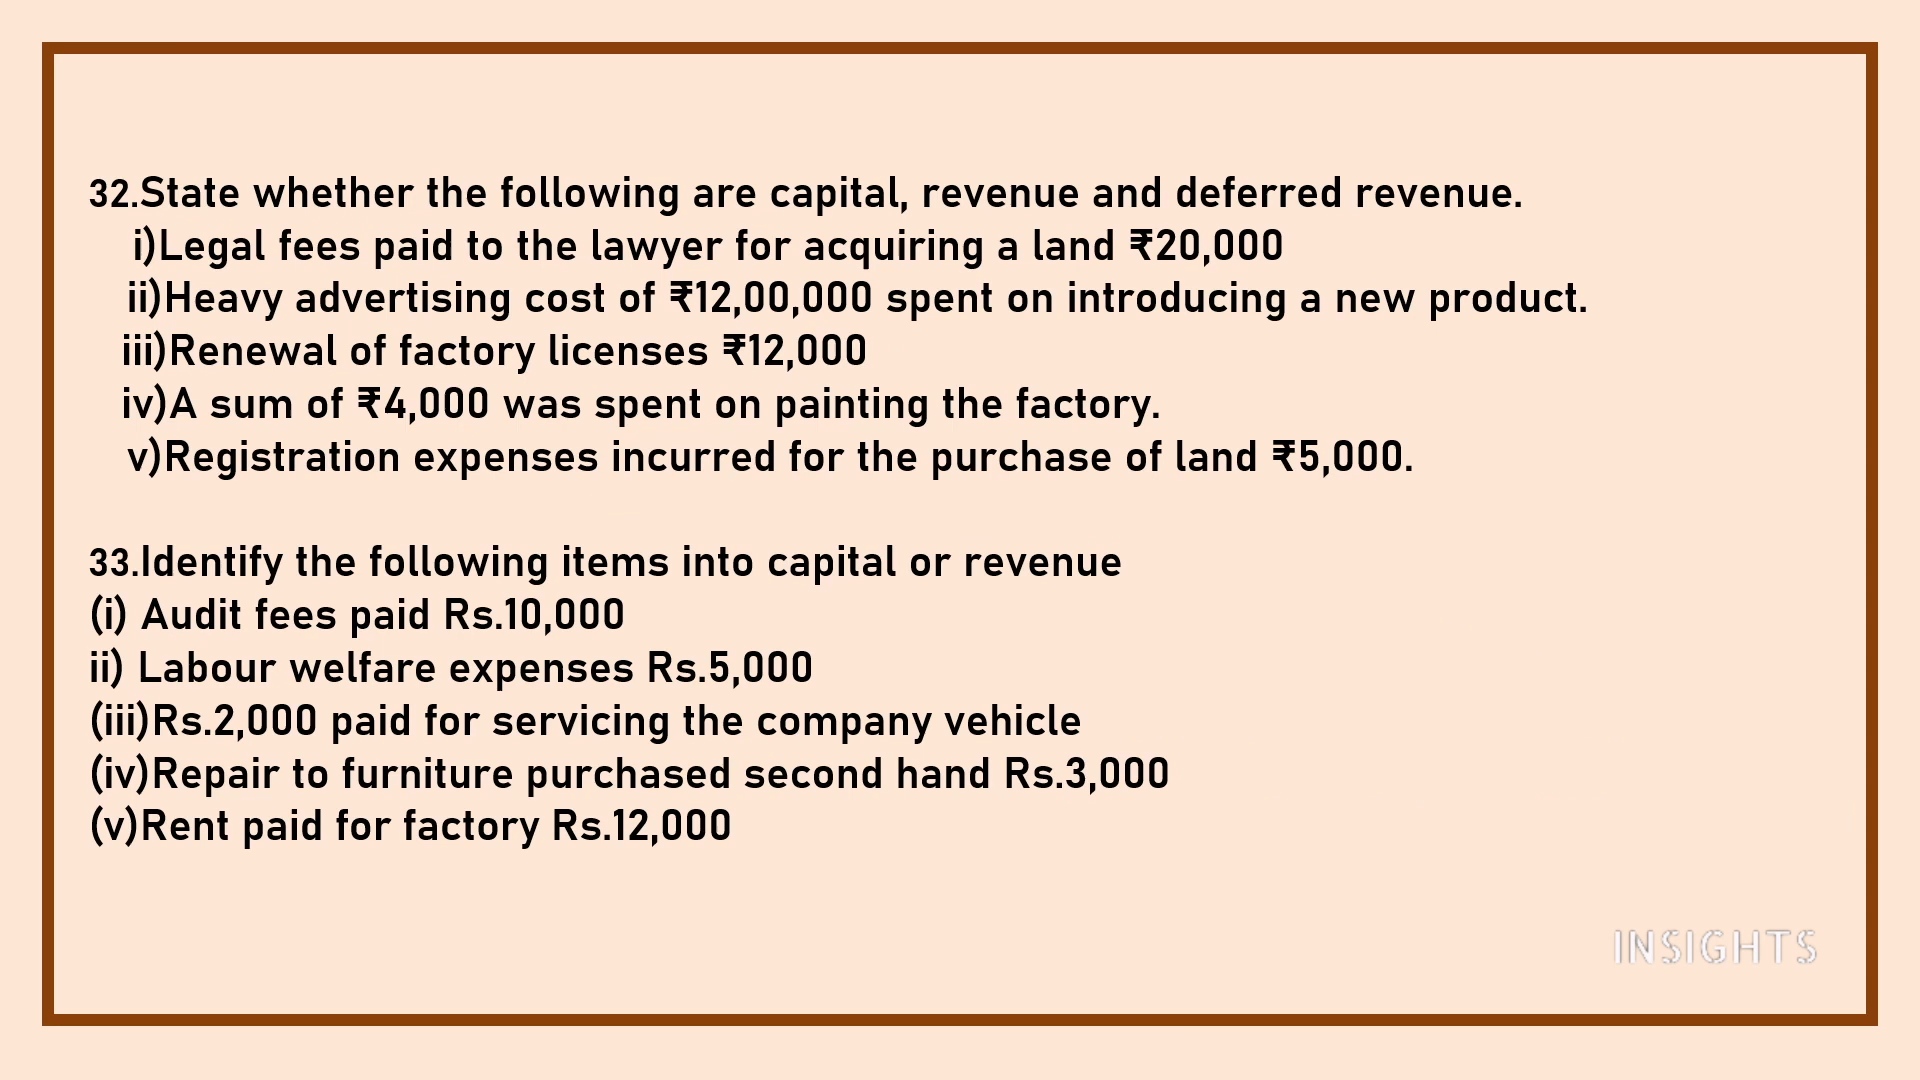 32.State whether the following are capital, revenue and deferred revenue.
i)Legal fees paid to the lawyer for acquiring a land ₹20,000
ii)Heavy advertising cost of ₹12,00,000 spent on introducing a new product.
iii)Renewal of factory licenses ₹12,000
iv)A sum of ₹4,000 was spent on painting the factory.
v)Registration expenses incurred for the purchase of land ₹5,000.
33.Identify the following items into capital or revenue
(i) Audit fees paid Rs.10,000
ii) Labour welfare expenses Rs.5,000
(iii)Rs.2,000 paid for servicing the company vehicle
(iv)Repair to furniture purchased second hand Rs.3,000
(v)Rent paid for factory Rs.12,000
INSIGHTS